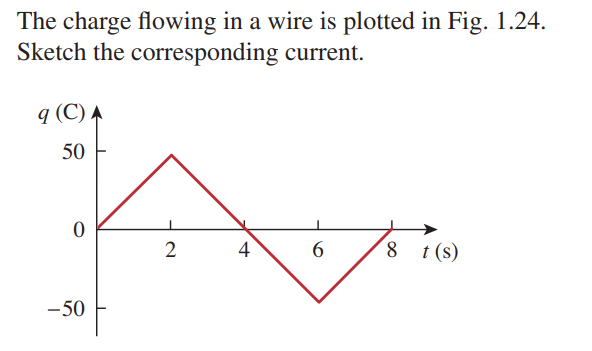 The charge flowing in a wire is plotted in Fig. 1.24.
Sketch the corresponding current.
q (C)
50
0
2 4 6 8 t (s)
−50